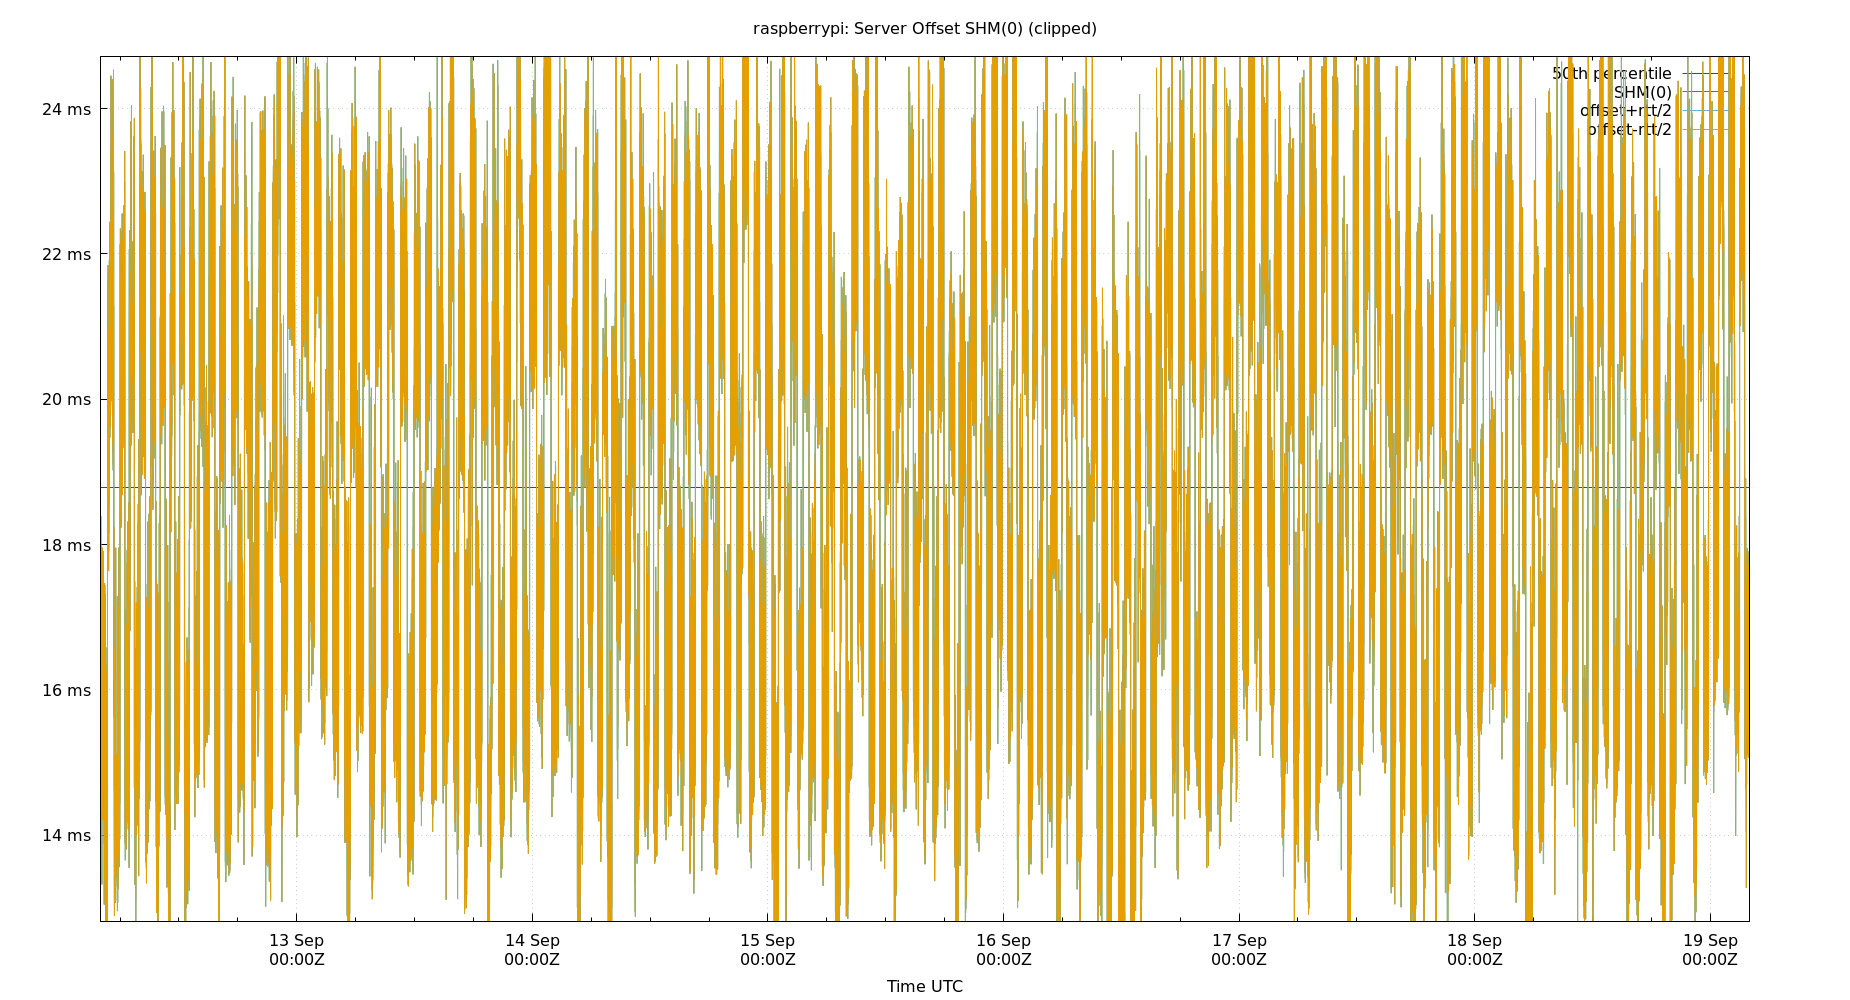 raspberrypi: Server Offset SHM(0) (clipped)
50th percentile
SHM(0)
offset+rtt/2
offset-rtt/2
24 ms
22 ms
20 ms
18 ms
16 ms
14 ms
13 Sep 14 Sep 15 Sep 16 Sep 17 Sep 18 Sep 19 Sep
00:00Z 00:00Z 00:00Z 00:00Z 00:00Z 00:00Z 00:00Z
Time UTC